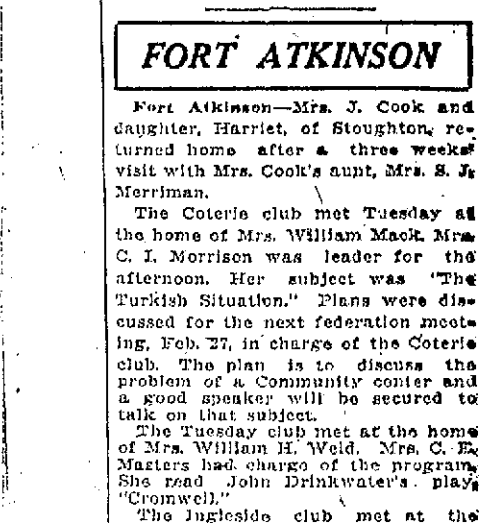 FORT ATKINSON
Fort Atkinson—Mrs. J. Cook and
daughter, Harriet, of Stoughton, re-
turned home after a three weeks'
visit with Mrs. Cook's aunt, Mrs. S. J.
Merriman.
The Coterie club met Tuesday at
the home of Mrs. William Mack. Mrs.
C. I. Morrison was leader for the
afternoon. Her subject was "The
Turkish Situation." Plans were dis-
cussed for the next federation meet-
ing, Feb. 27, in charge of the Coterie
club. The plan is to discuss the
problem of a Community center and
a good speaker will be secured to
talk on that subject.
The Tuesday club met at the home
of Mrs. William H. Weld. Mrs. C. E.
Masters had charge of the program.
She read John Drinkwater's play,
"Cromwell."
The Ingleside club met at the